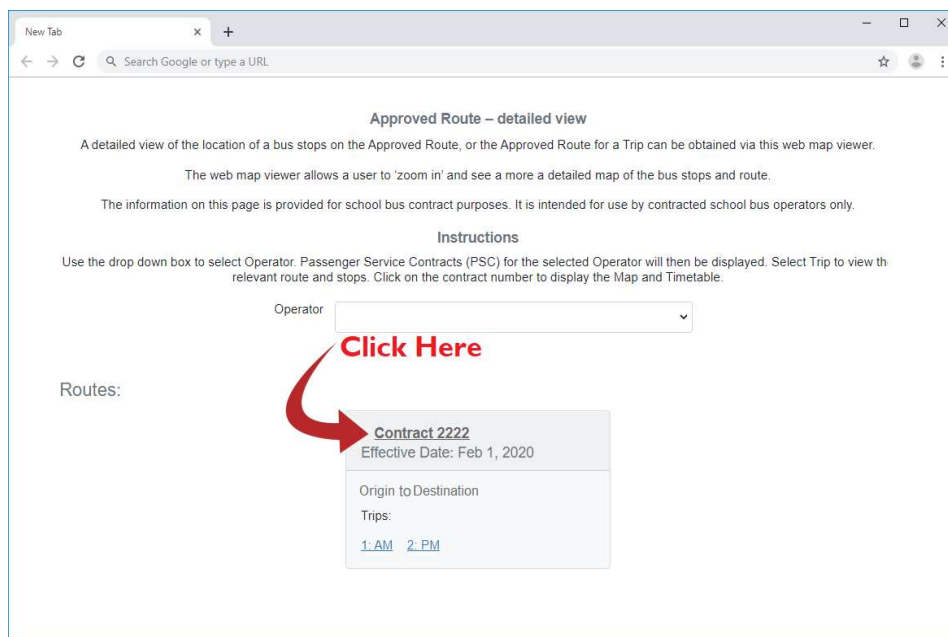 New Tab
Search Google or type a URL
Approved Route – detailed view
A detailed view of the location of a bus stops on the Approved Route, or the Approved Route for a Trip can be obtained via this web map viewer.
The web map viewer allows a user to ‘zoom in’ and see a more a detailed map of the bus stops and route.
The information on this page is provided for school bus contract purposes. It is intended for use by contracted school bus operators only.
Instructions
Use the drop down box to select Operator. Passenger Service Contracts (PSC) for the selected Operator will then be displayed. Select Trip to view th
relevant route and stops. Click on the contract number to display the Map and Timetable.
Operator
Click Here
Routes:
Contract 2222
Effective Date: Feb 1, 2020
Origin to Destination
Trips:
1: AM 2: PM